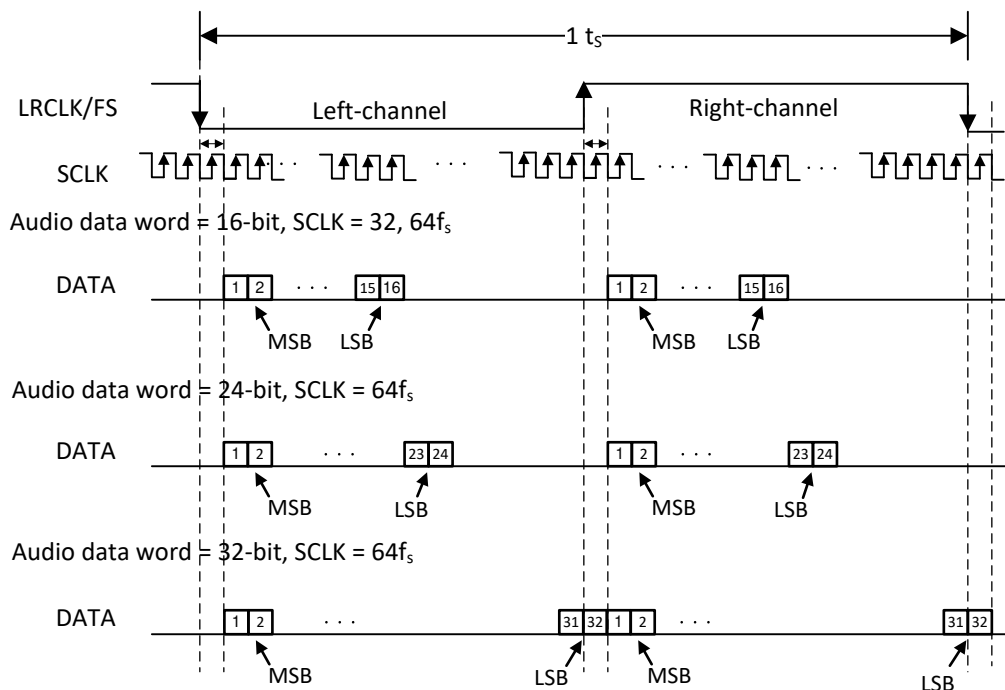 1 tS
LRCLK/FS Left-channel Right-channel
SCLK . . . . . . . . . . . .
Audio data word = 16-bit, SCLK = 32, 64fs
DATA 1 2 . . . 15 16 1 2 . . . 15 16
MSB LSB MSB LSB
Audio data word = 24-bit, SCLK = 64fs
DATA 1 2 . . . 23 24 1 2 . . . 23 24
MSB LSB MSB LSB
Audio data word = 32-bit, SCLK = 64fs
DATA 1 2 . . . 31 32 1 2 . . . 31 32
MSB LSB MSB LSB